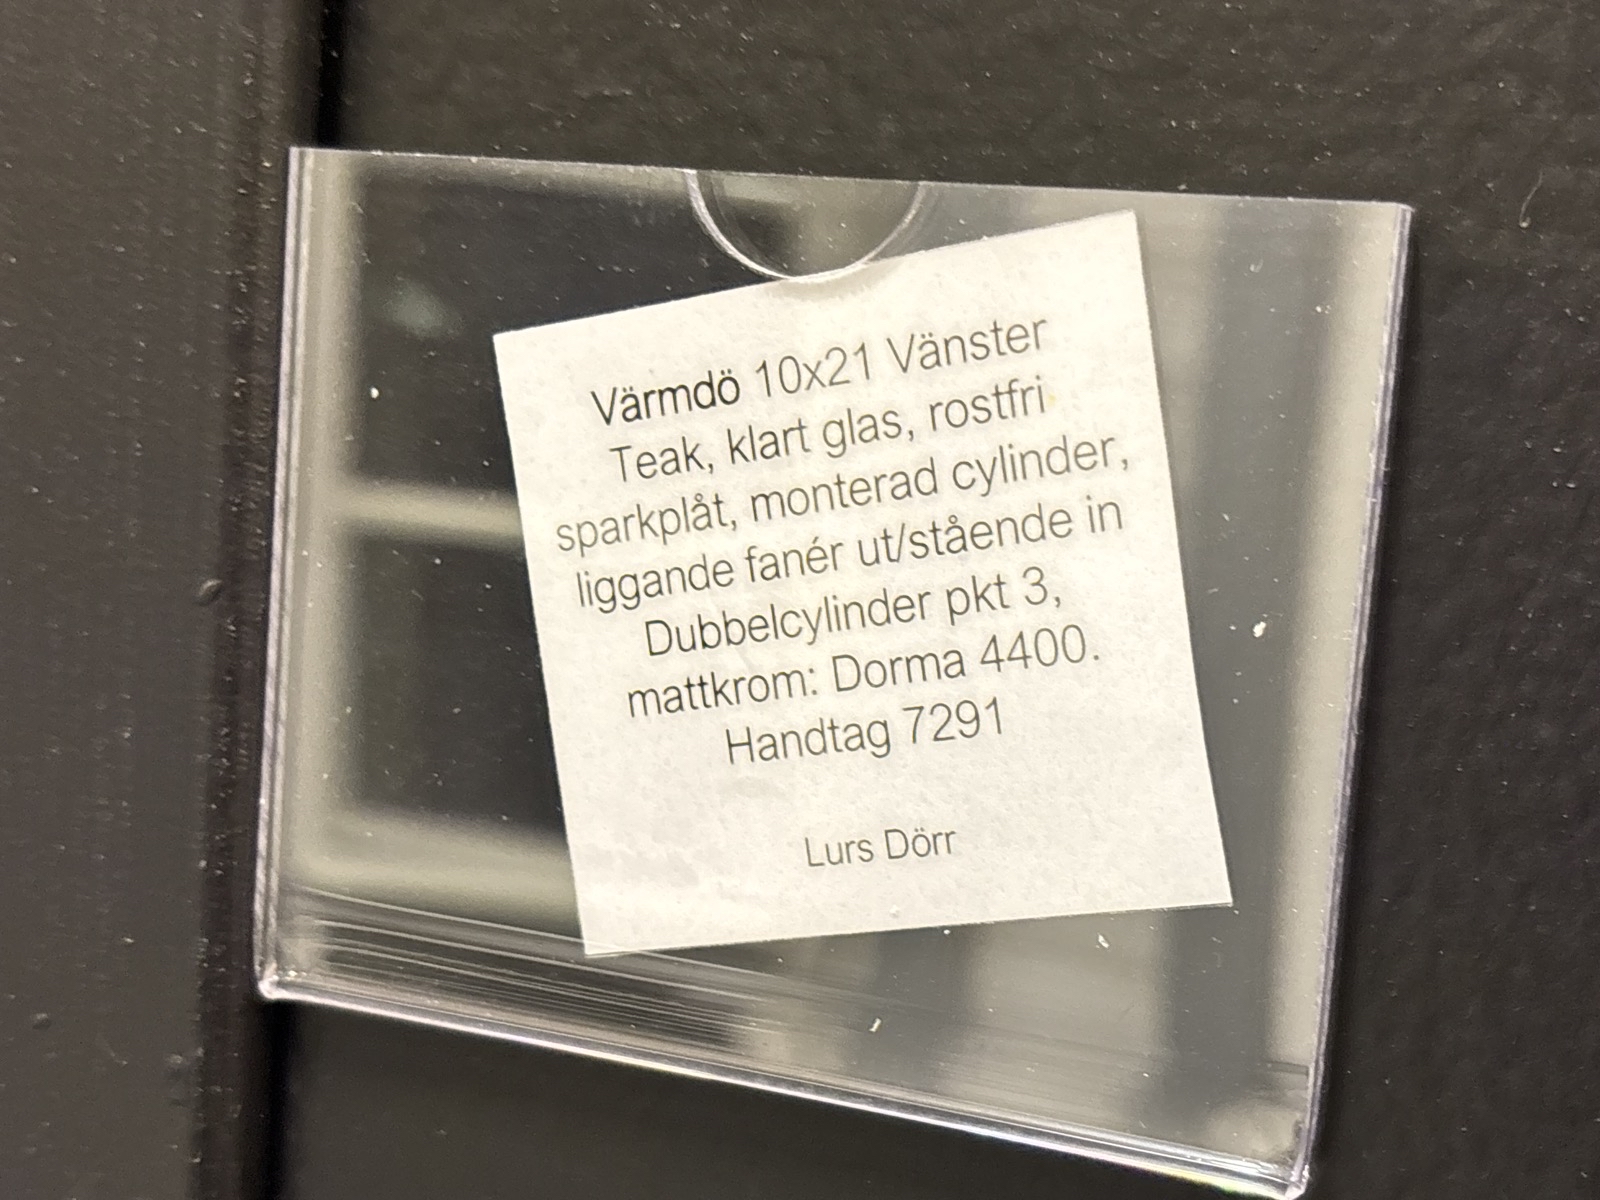 Värmdö 10x21 Vänster
Teak, klart glas, rostfri
sparkplåt, monterad cylinder,
liggande fanér ut/stående in
Dubbelcylinder pkt 3,
mattkrom: Dorma 4400.
Handtag 7291
Lurs Dörr